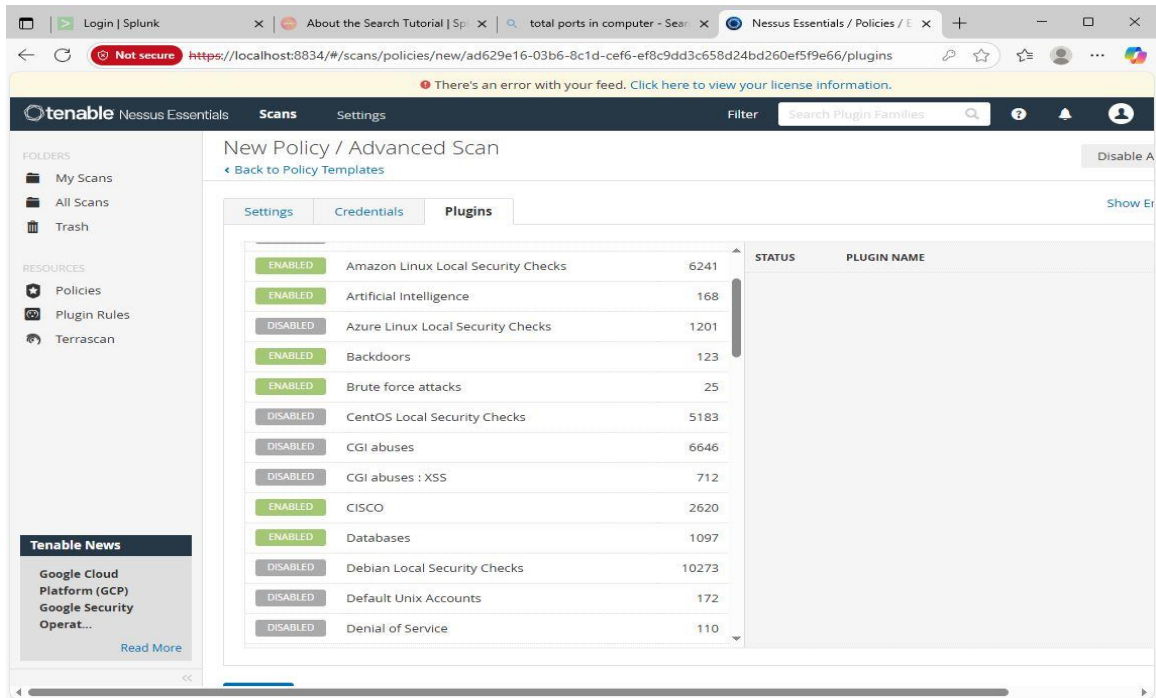 Login | Splunk
About the Search Tutorial | Spl
total ports in computer - Sear
Nessus Essentials / Policies / E
Not secure https://localhost:8834/#/scans/policies/new/ad629e16-03b6-8c1d-cef6-ef8c9dd3c658d24bd260ef5f9e66/plugins
There's an error with your feed. Click here to view your license information.
tenable Nessus Essentials Scans Settings Filter Search Plugin Families
FOLDERS
My Scans
All Scans
Trash
RESOURCES
Policies
Plugin Rules
Terrascan
New Policy / Advanced Scan
Back to Policy Templates
Disable A
Settings Credentials Plugins
Show En
STATUS PLUGIN NAME
ENABLED Amazon Linux Local Security Checks 6241
ENABLED Artificial Intelligence 168
DISABLED Azure Linux Local Security Checks 1201
ENABLED Backdoors 123
ENABLED Brute force attacks 25
DISABLED CentOS Local Security Checks 5183
DISABLED CGI abuses 6646
DISABLED CGI abuses : XSS 712
ENABLED CISCO 2620
ENABLED Databases 1097
DISABLED Debian Local Security Checks 10273
DISABLED Default Unix Accounts 172
DISABLED Denial of Service 110
Tenable News
Google Cloud
Platform (GCP)
Google Security
Operat...
Read More